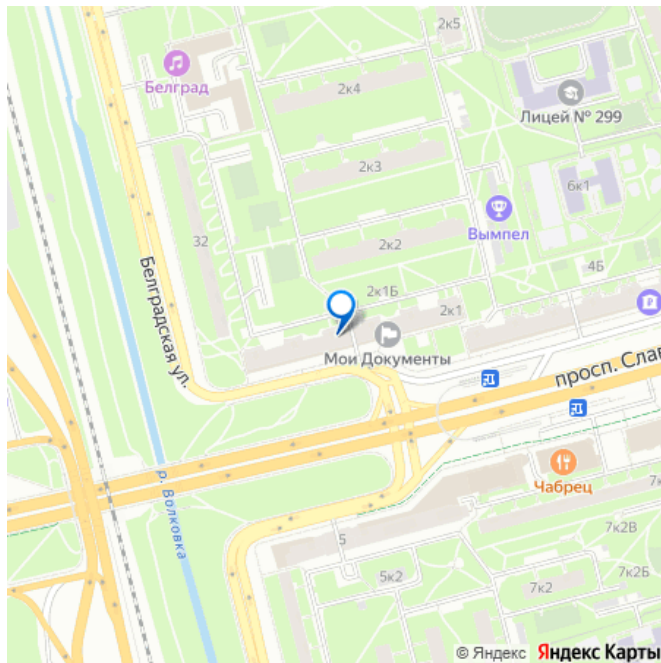 2к5
Белград
2к4
Лицей № 299
2к3
6к1
Вымпел
32
2к2
4Б
2к1Б
2к1
Белградская ул.
Мои Документы
просп. Слав
р. Волковка
Чабрец
7к
5
7к2В
5к2
7к2
7к2Б
© Яндекс Яндекс Карты